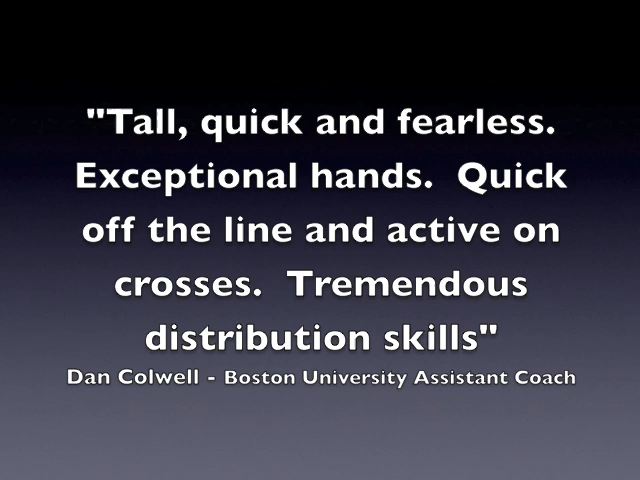 "Tall, quick and fearless.
Exceptional hands.  Quick
off the line and active on
crosses.  Tremendous
distribution skills"
Dan Colwell - Boston University Assistant Coach